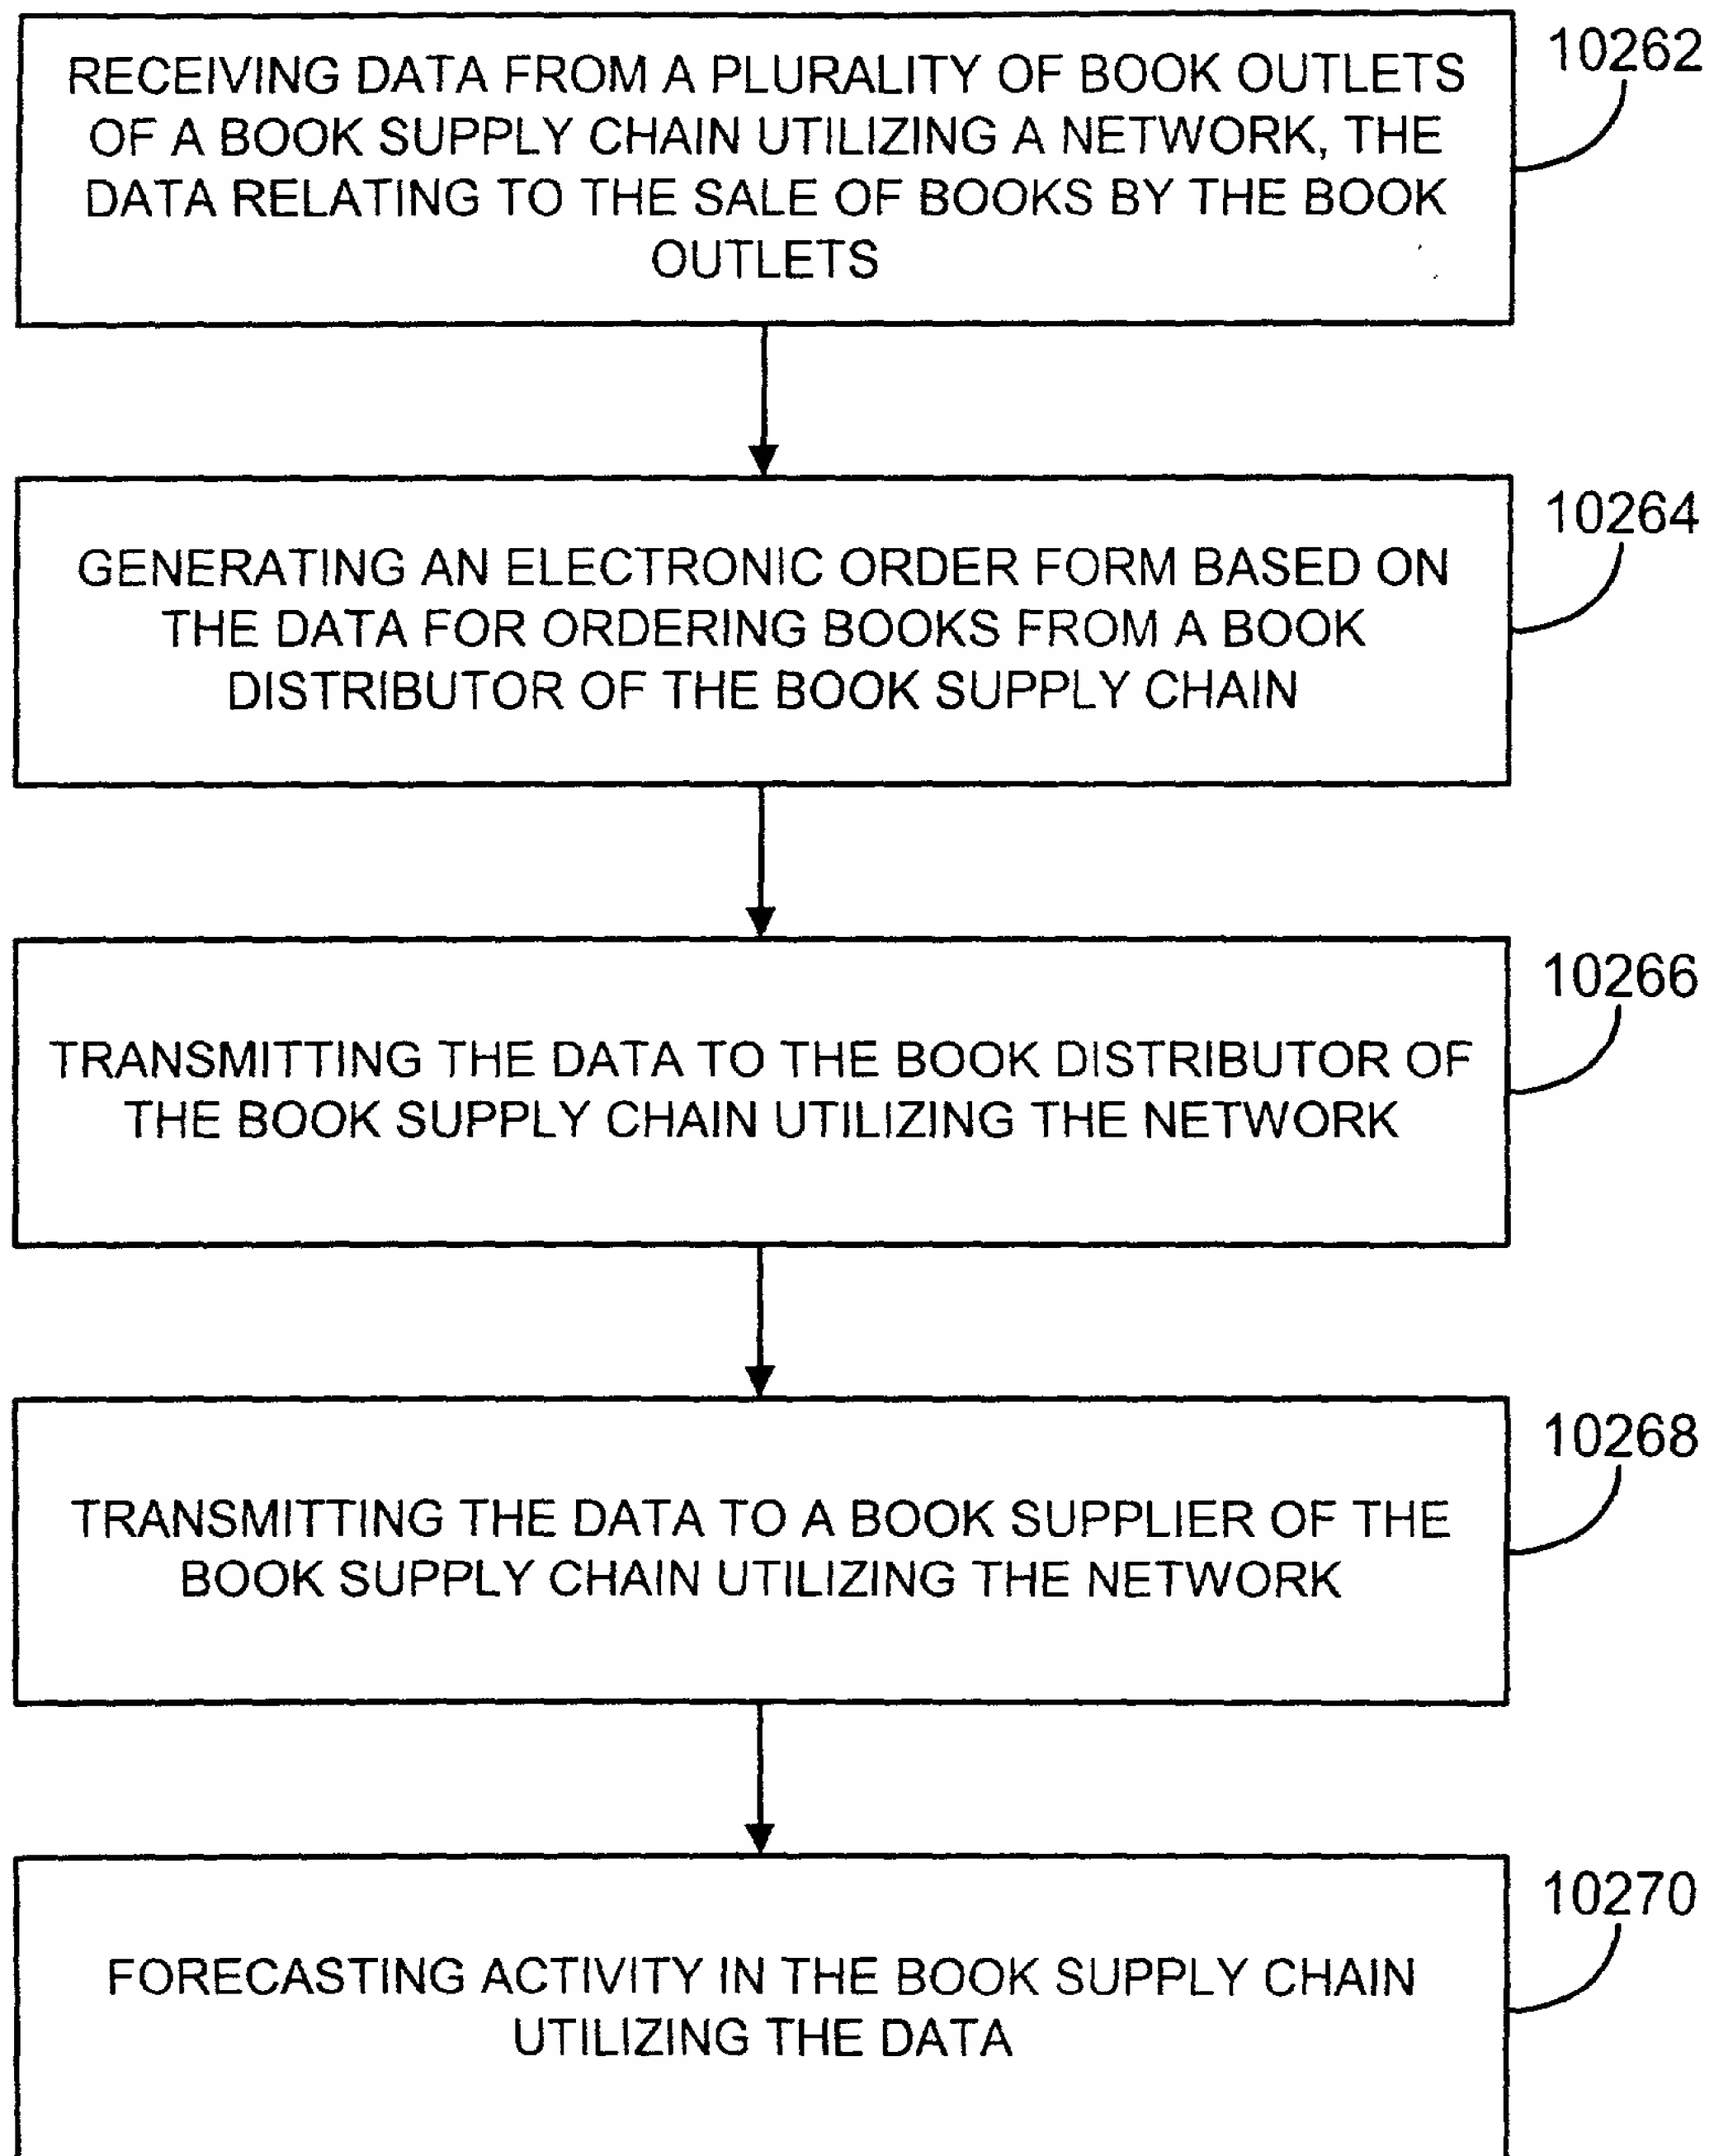 10262
RECEIVING DATA FROM A PLURALITY OF BOOK OUTLETS
OF A BOOK SUPPLY CHAIN UTILIZING A NETWORK, THE
DATA RELATING TO THE SALE OF BOOKS BY THE BOOK
OUTLETS
10264
GENERATING AN ELECTRONIC ORDER FORM BASED ON
THE DATA FOR ORDERING BOOKS FROM A BOOK
DISTRIBUTOR OF THE BOOK SUPPLY CHAIN
10266
TRANSMITTING THE DATA TO THE BOOK DISTRIBUTOR OF
THE BOOK SUPPLY CHAIN UTILIZING THE NETWORK
10268
TRANSMITTING THE DATA TO A BOOK SUPPLIER OF THE
BOOK SUPPLY CHAIN UTILIZING THE NETWORK
10270
FORECASTING ACTIVITY IN THE BOOK SUPPLY CHAIN
UTILIZING THE DATA